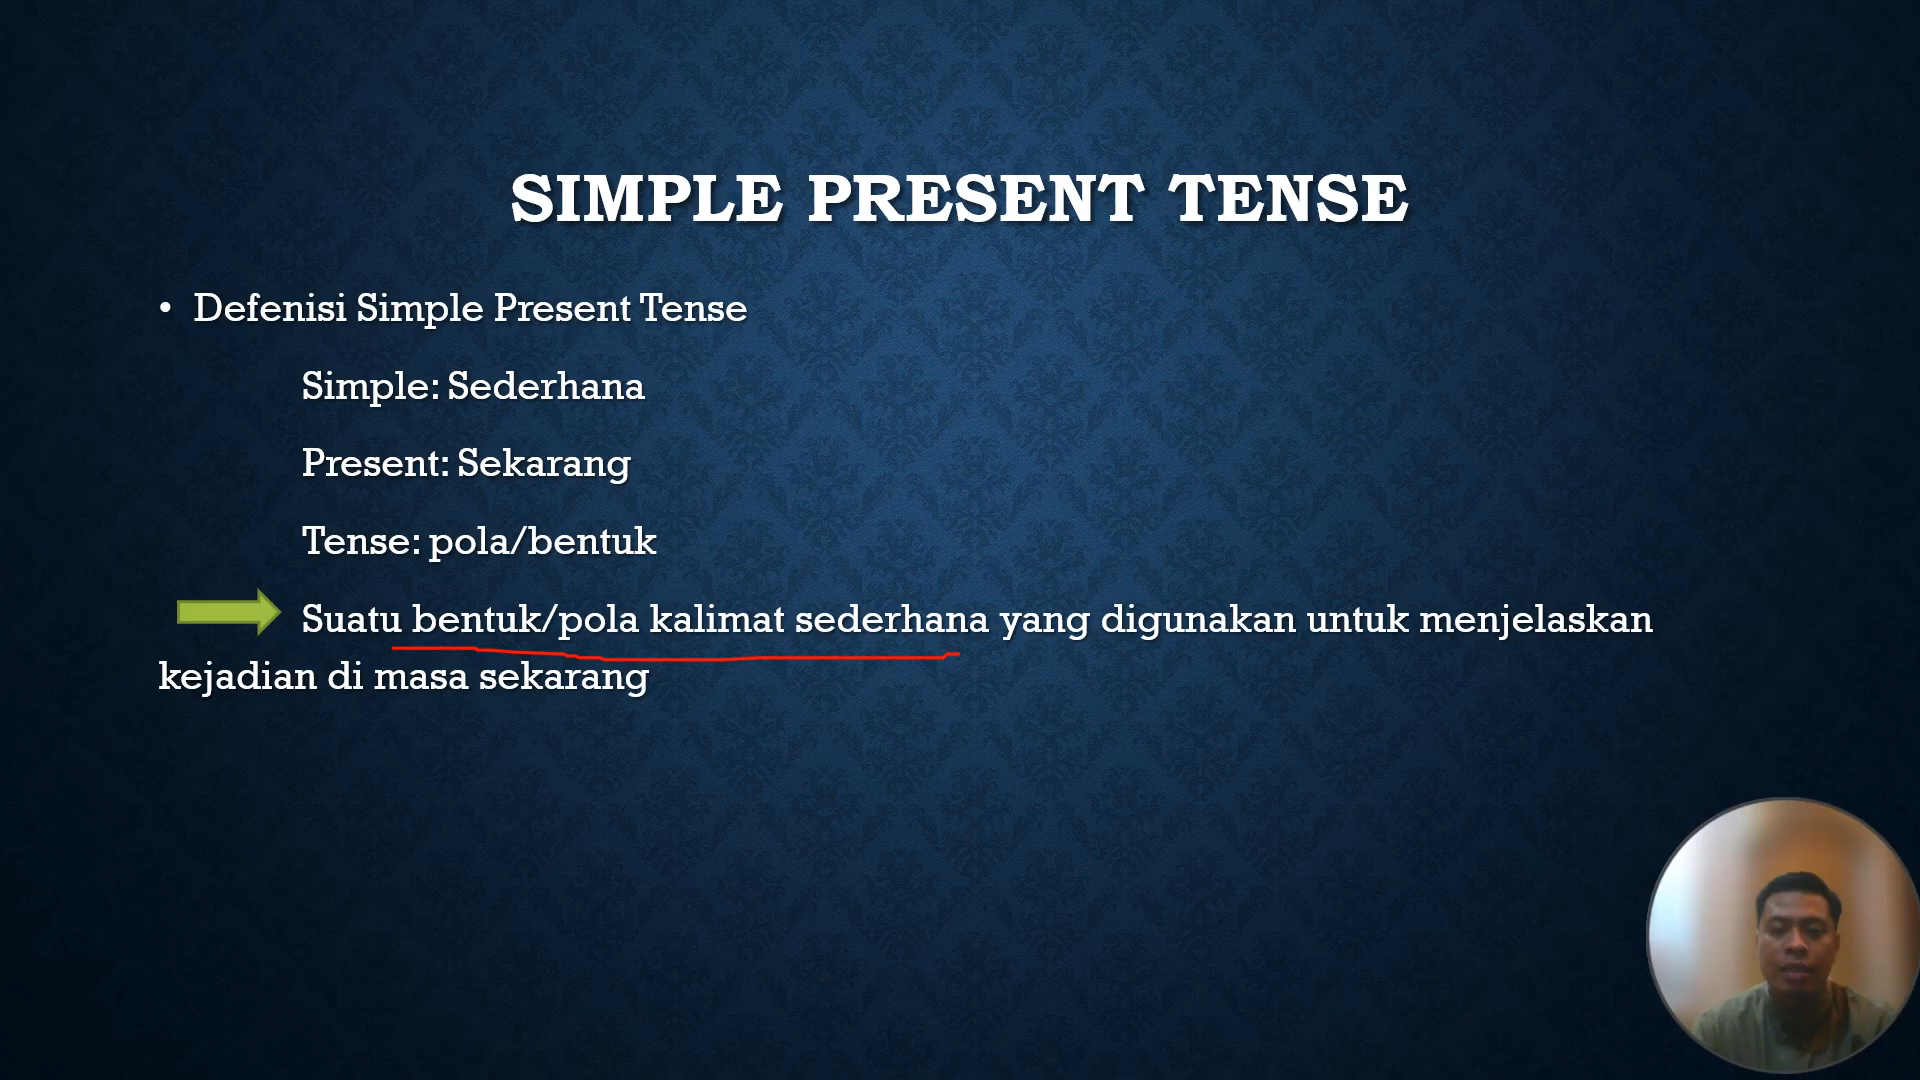 SIMPLE PRESENT TENSE
• Defenisi Simple Present Tense
Simple: Sederhana
Present: Sekarang
Tense: pola/bentuk
Suatu bentuk/pola kalimat sederhana yang digunakan untuk menjelaskan
kejadian di masa sekarang